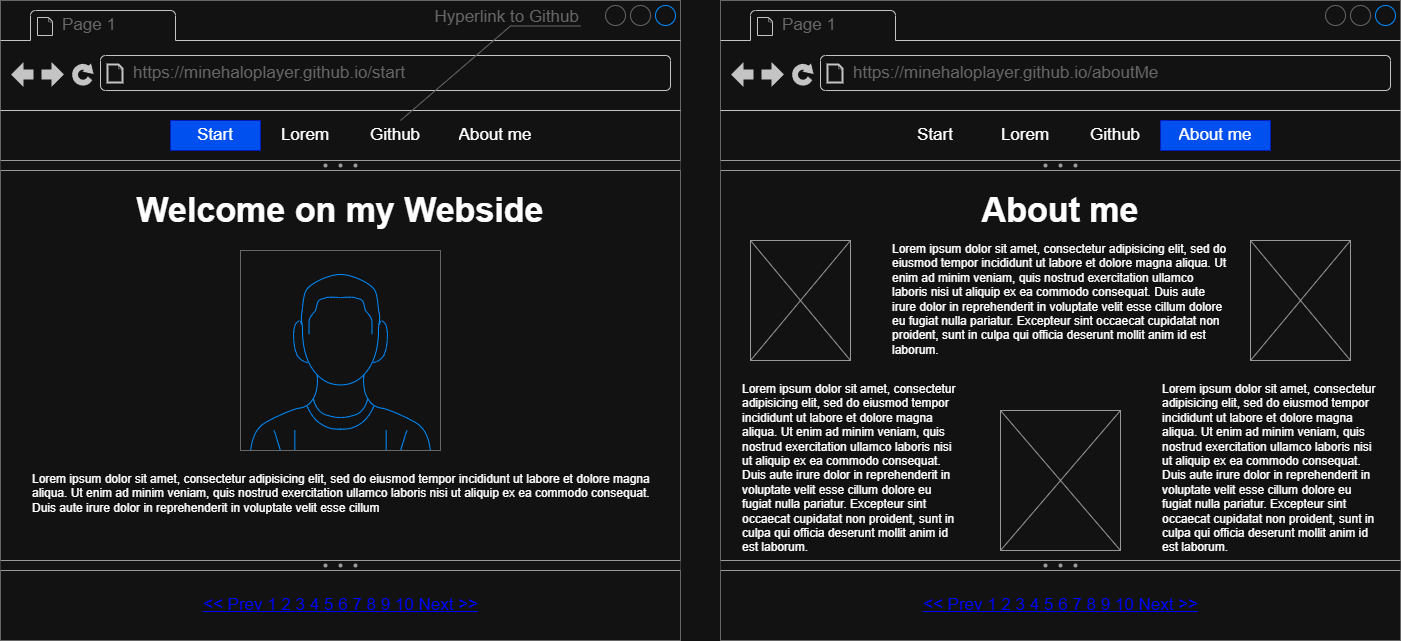 Page 1
Hyperlink to Github
https://minehaloplayer.github.io/start
Start Lorem Github About me
Welcome on my Webside
Lorem ipsum dolor sit amet, consectetur adipisicing elit, sed do eiusmod tempor incididunt ut labore et dolore magna
aliqua. Ut enim ad minim veniam, quis nostrud exercitation ullamco laboris nisi ut aliquip ex ea commodo consequat.
Duis aute irure dolor in reprehenderit in voluptate velit esse cillum
<< Prev 1 2 3 4 5 6 7 8 9 10 Next >>
Page 1
https://minehaloplayer.github.io/aboutMe
Start Lorem Github About me
About me
Lorem ipsum dolor sit amet, consectetur adipisicing elit, sed do
eiusmod tempor incididunt ut labore et dolore magna aliqua. Ut
enim ad minim veniam, quis nostrud exercitation ullamco
laboris nisi ut aliquip ex ea commodo consequat. Duis aute
irure dolor in reprehenderit in voluptate velit esse cillum dolore
eu fugiat nulla pariatur. Excepteur sint occaecat cupidatat non
proident, sunt in culpa qui officia deserunt mollit anim id est
laborum.
Lorem ipsum dolor sit amet, consectetur
adipisicing elit, sed do eiusmod tempor
incididunt ut labore et dolore magna
aliqua. Ut enim ad minim veniam, quis
nostrud exercitation ullamco laboris nisi
ut aliquip ex ea commodo consequat.
Duis aute irure dolor in reprehenderit in
voluptate velit esse cillum dolore eu
fugiat nulla pariatur. Excepteur sint
occaecat cupidatat non proident, sunt in
culpa qui officia deserunt mollit anim id
est laborum.
Lorem ipsum dolor sit amet, consectetur
adipisicing elit, sed do eiusmod tempor
incididunt ut labore et dolore magna
aliqua. Ut enim ad minim veniam, quis
nostrud exercitation ullamco laboris nisi
ut aliquip ex ea commodo consequat.
Duis aute irure dolor in reprehenderit in
voluptate velit esse cillum dolore eu
fugiat nulla pariatur. Excepteur sint
occaecat cupidatat non proident, sunt in
culpa qui officia deserunt mollit anim id
est laborum.
<< Prev 1 2 3 4 5 6 7 8 9 10 Next >>